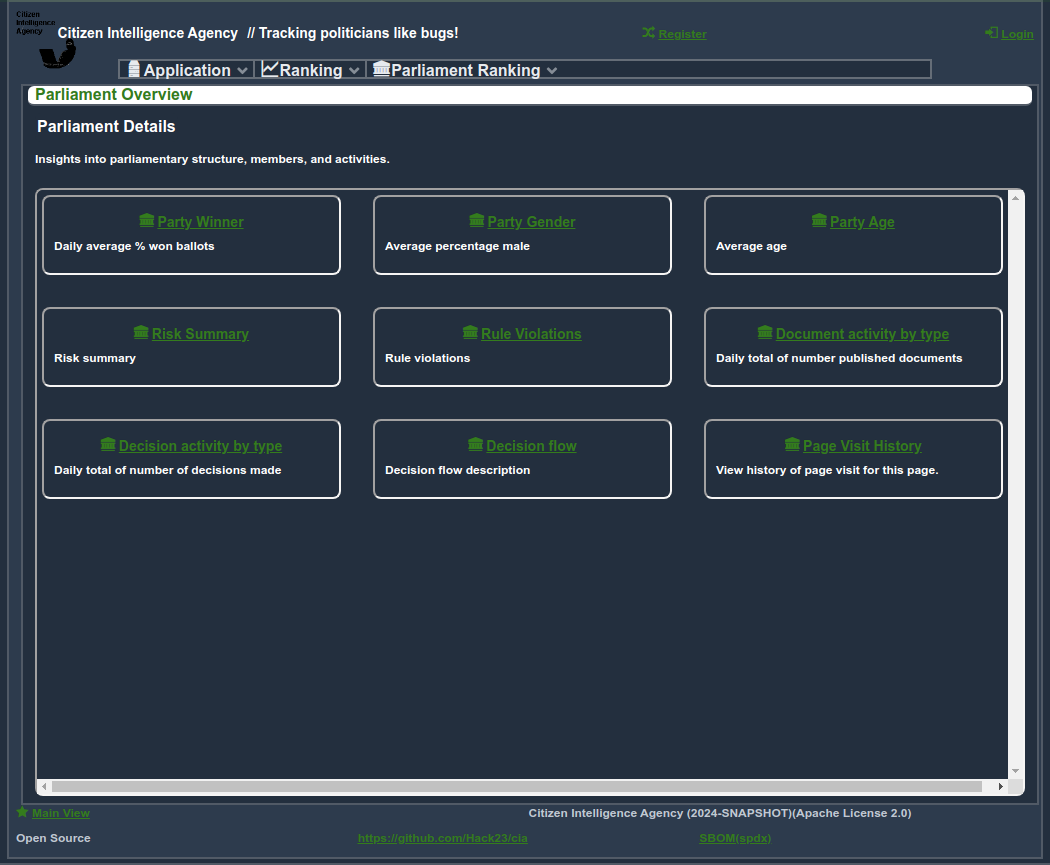 Citizen
Intelligence
Agency
Citizen Intelligence Agency // Tracking politicians like bugs!
Register
Login
Application
Ranking
Parliament Ranking
Parliament Overview
Parliament Details
Insights into parliamentary structure, members, and activities.
Party Winner
Daily average % won ballots
Party Gender
Average percentage male
Party Age
Average age
Risk Summary
Risk summary
Rule Violations
Rule violations
Document activity by type
Daily total of number published documents
Decision activity by type
Daily total of number of decisions made
Decision flow
Decision flow description
Page Visit History
View history of page visit for this page.
Main View
Citizen Intelligence Agency (2024-SNAPSHOT)(Apache License 2.0)
Open Source
https://github.com/Hack23/cia
SBOM(spdx)